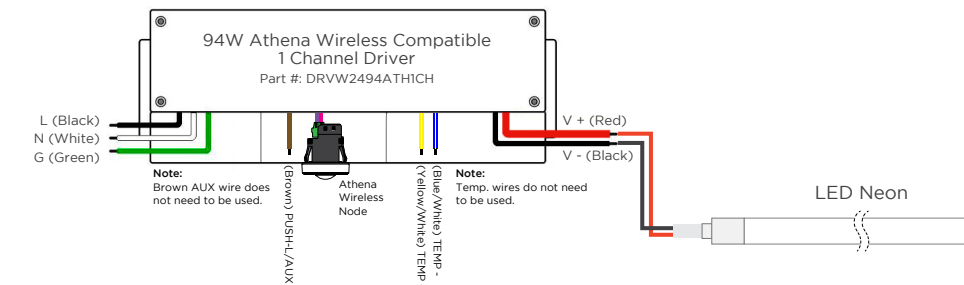 94W Athena Wireless Compatible
1 Channel Driver
Part #: DRVW2494ATH1CH
L (Black)
N (White)
G (Green)
Note:
Brown AUX wire does
not need to be used.
(Brown) PUSH-L/AUX
Athena
Wireless
Node
(Yellow/White) TEMP
(Blue/White) TEMP -
Note:
Temp. wires do not need
to be used.
V + (Red)
V - (Black)
LED Neon